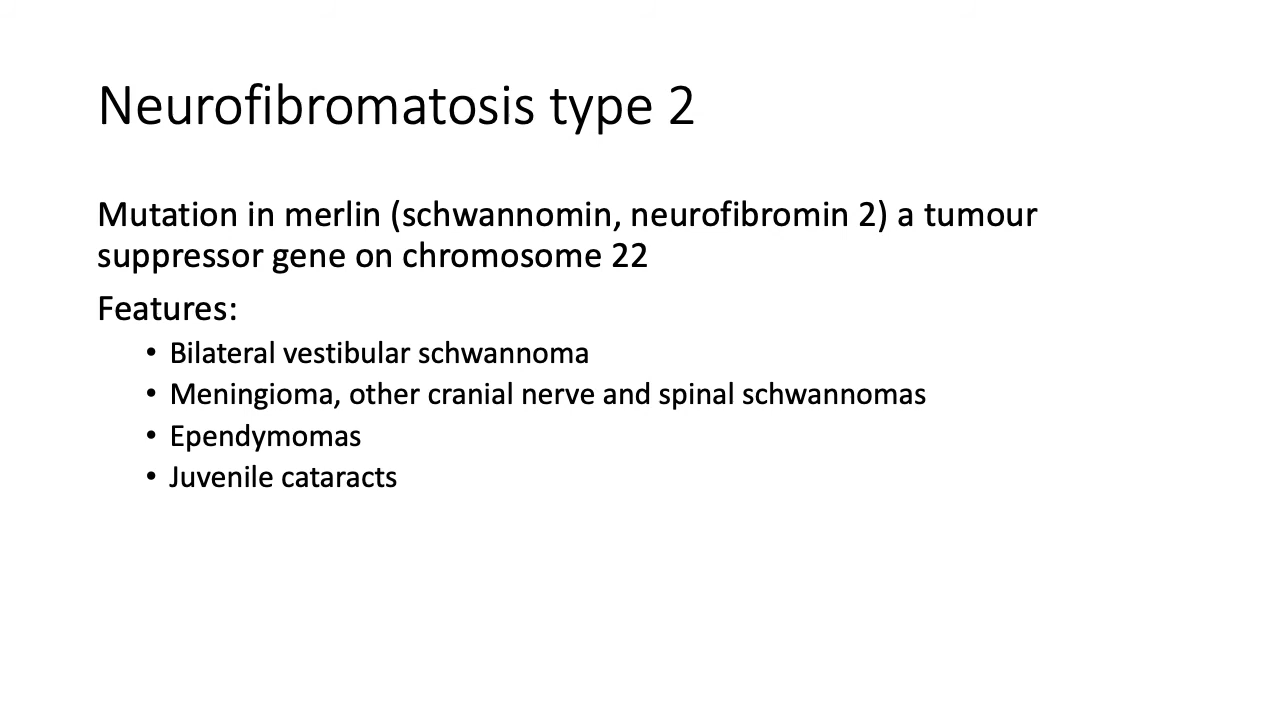 Neurofibromatosis type 2
Mutation in merlin (schwannomin, neurofibromin 2) a tumour
suppressor gene on chromosome 22
Features:
• Bilateral vestibular schwannoma
• Meningioma, other cranial nerve and spinal schwannomas
• Ependymomas
• Juvenile cataracts